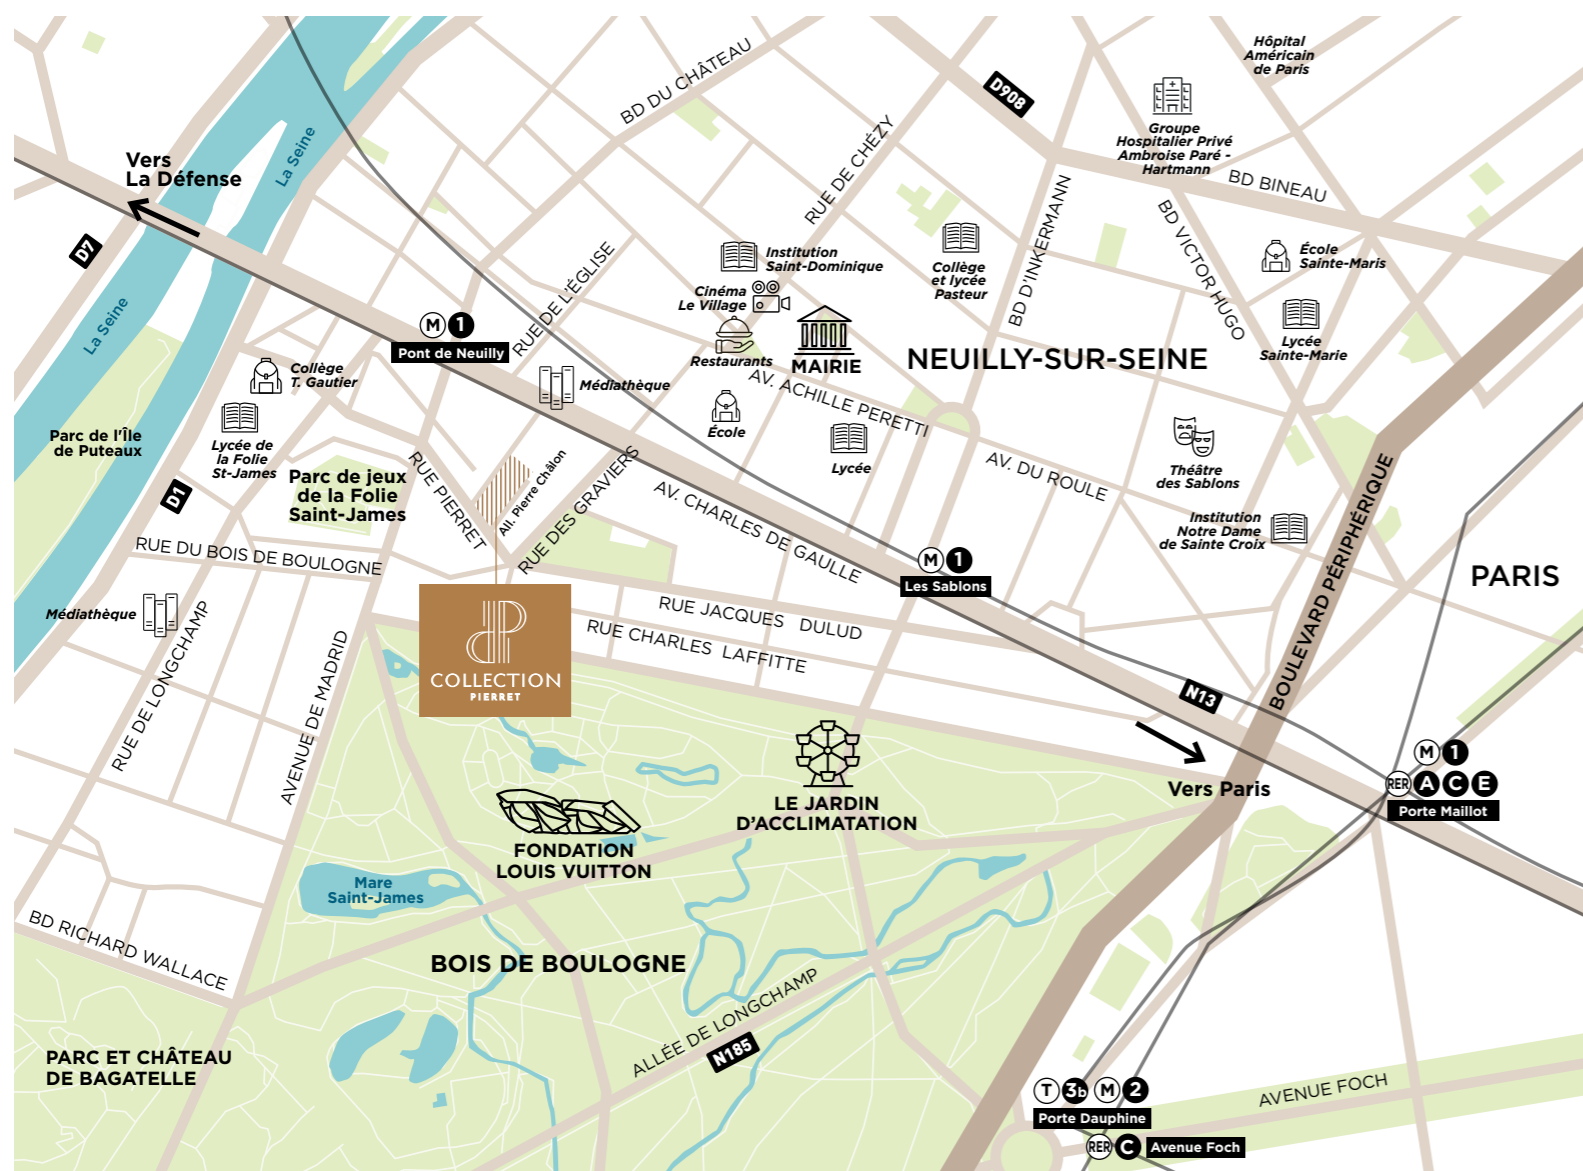 Hôpital
Américain
de Paris
BD DU CHÂTEAU
D908
La Seine
Vers
La Défense
RUE DE CHÉZY
Groupe
Hospitalier Privé
Ambroise Paré -
Hartmann
BD BINEAU
D7
La Seine
RUE DE L'ÉGLISE
Institution
Saint-Dominique
Cinéma
Le Village
Restaurants
MAIRIE
Collège
et lycée
Pasteur
BD D'INKERMANN
BD VICTOR HUGO
École
Sainte-Maris
Lycée
Sainte-Marie
M 1
Pont de Neuilly
NEUILLY-SUR-SEINE
Collège
T. Gautier
Médiathèque
AV. ACHILLE PERETTI
École
Lycée
Parc de l'Île
de Puteaux
Lycée de
la Folie
St-James
D1
Parc de jeux
de la Folie
Saint-James
RUE PIERRET
All. Pierre Châlon
RUE DES GRAVIERS
AV. CHARLES DE GAULLE
AV. DU ROULE
Théâtre
des Sablons
Institution
Notre Dame
de Sainte Croix
BOULEVARD PÉRIPHÉRIQUE
PARIS
RUE DU BOIS DE BOULOGNE
M 1
Les Sablons
Médiathèque
RUE DE LONGCHAMP
AVENUE DE MADRID
COLLECTION
PIERRET
RUE JACQUES DULUD
RUE CHARLES LAFFITTE
N13
Vers Paris
M 1
RER A C E
Porte Maillot
LE JARDIN
D'ACCLIMATATION
FONDATION
LOUIS VUITTON
Mare
Saint-James
BD RICHARD WALLACE
BOIS DE BOULOGNE
ALLÉE DE LONGCHAMP
N185
PARC ET CHÂTEAU
DE BAGATELLE
T 3b M 2
Porte Dauphine
RER C Avenue Foch
AVENUE FOCH